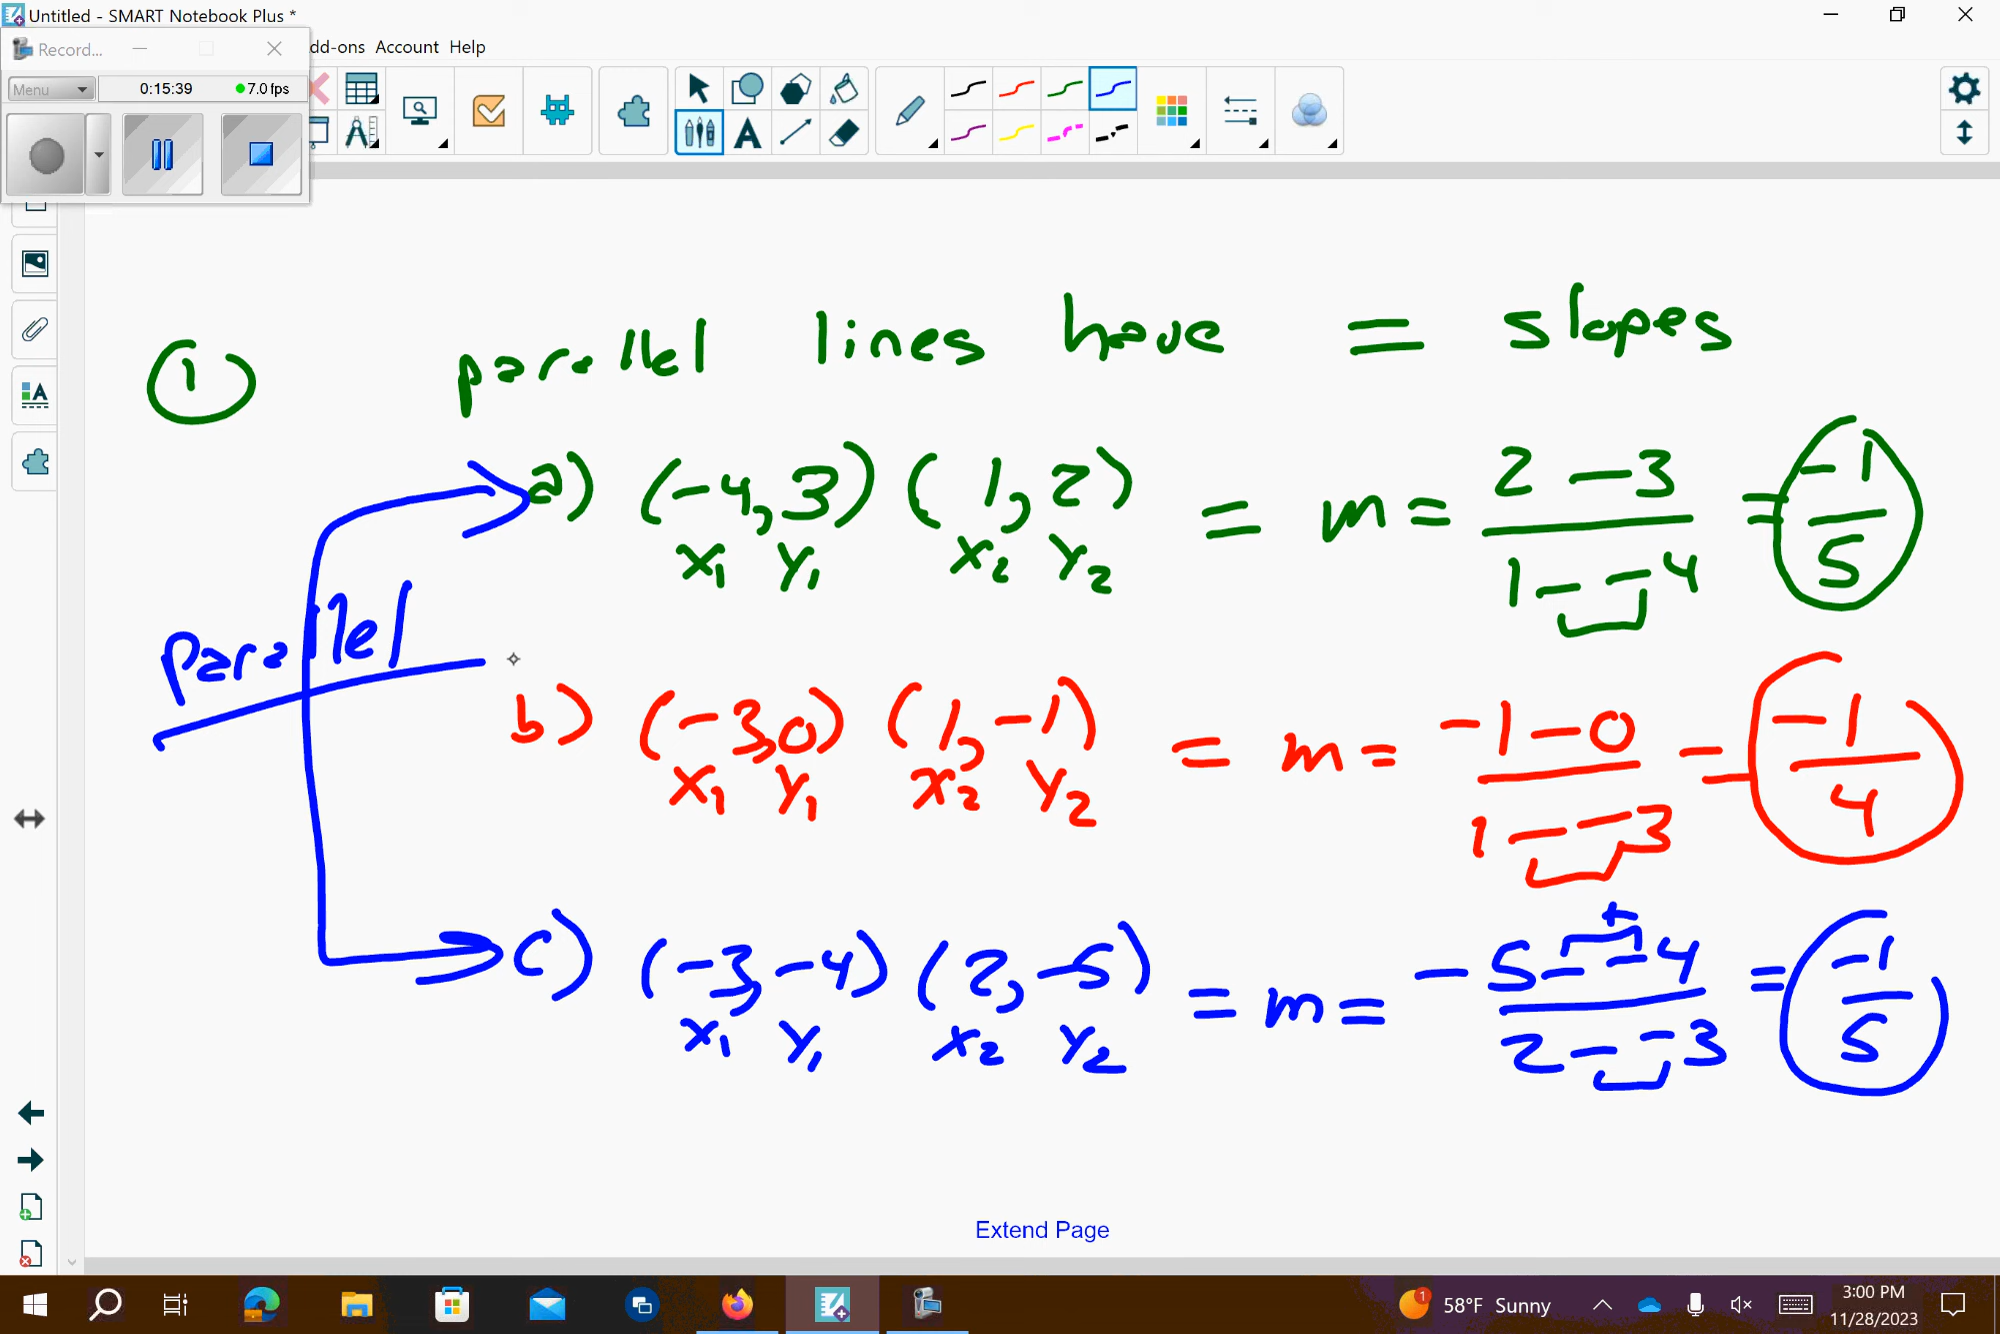 Untitled - SMART Notebook Plus *
Record...
dd-ons Account Help
Menu 0:15:39 7.0 fps
① parallel lines have = slopes
a) (-4, 3) (1, 2) = m = 2 - 3 / 1 - -4 = -1/5
x₁ y₁ x₂ y₂
parallel
b) (-3, 0) (1, -1) = m = -1 - 0 / 1 - -3 = -1/4
x₁ y₁ x₂ y₂
+
c) (-3, -4) (2, -5) = m = -5 - -4 / 2 - -3 = -1/5
x₁ y₁ x₂ y₂
Extend Page
1 58°F Sunny 3:00 PM
11/28/2023